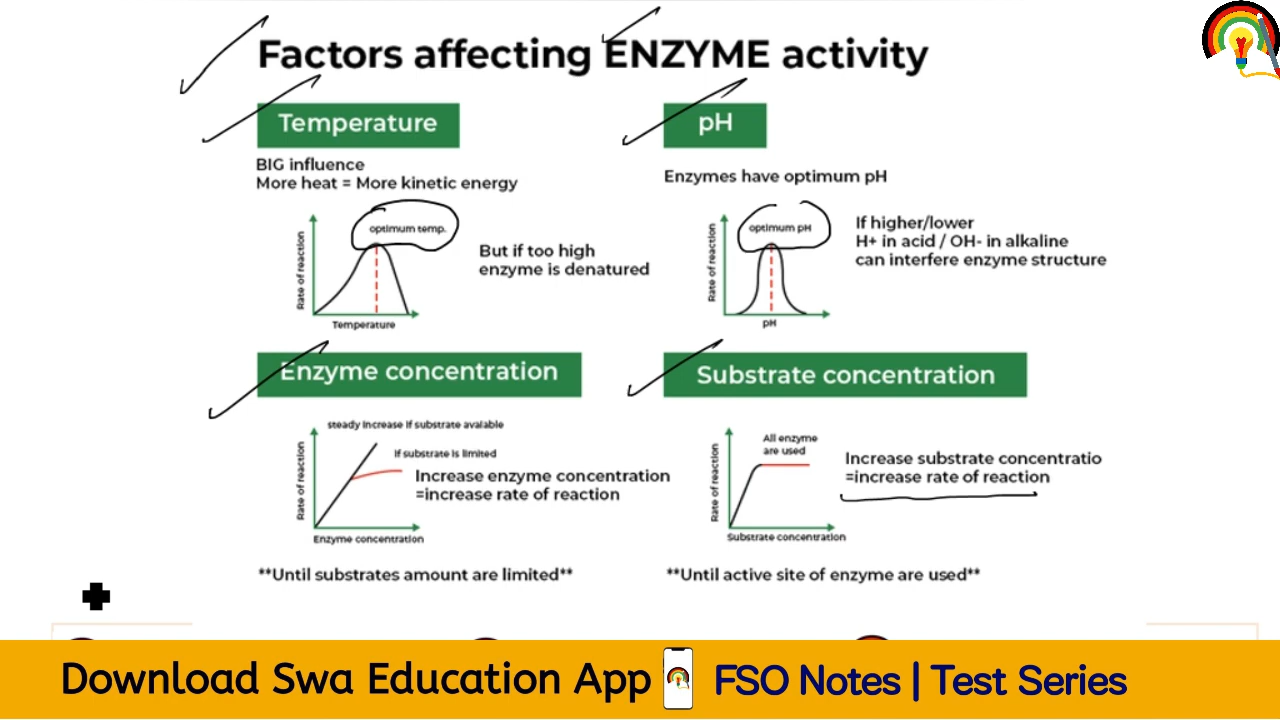 Factors affecting ENZYME activity
Temperature
BIG influence
More heat = More kinetic energy
optimum temp.
Rate of reaction
Temperature
But if too high
enzyme is denatured
pH
Enzymes have optimum pH
optimum pH
Rate of reaction
pH
If higher/lower
H+ in acid / OH- in alkaline
can interfere enzyme structure
Enzyme concentration
steady increase if substrate available
If substrate is limited
Rate of reaction
Enzyme concentration
Increase enzyme concentration
=increase rate of reaction
**Until substrates amount are limited**
Substrate concentration
All enzyme
are used
Rate of reaction
Substrate concentration
Increase substrate concentratio
=increase rate of reaction
**Until active site of enzyme are used**
Download Swa Education App
FSO Notes | Test Series